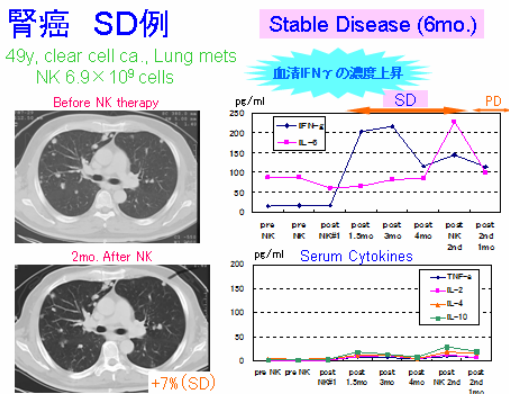 腎癌 SD例
Stable Disease (6mo.)
49y, clear cell ca., Lung mets
NK 6.9×10⁹ cells
血清IFNγの濃度上昇
Before NK therapy
pg/ml
SD
PD
250
200
150
100
50
0
IFN-g
IL-6
pre NK
pre NK
post NK#1
post 1.5mo
post 3mo
post 4mo
post NK 2nd
post 2nd 1mo
2mo. After NK
pg/ml
Serum Cytokines
200
150
100
50
0
TNF-a
IL-2
IL-4
IL-10
pre NK
pre NK
post NK#1
post 1.5mo
post 3mo
post 4mo
post NK 2nd
post 2nd 1mo
+7%(SD)